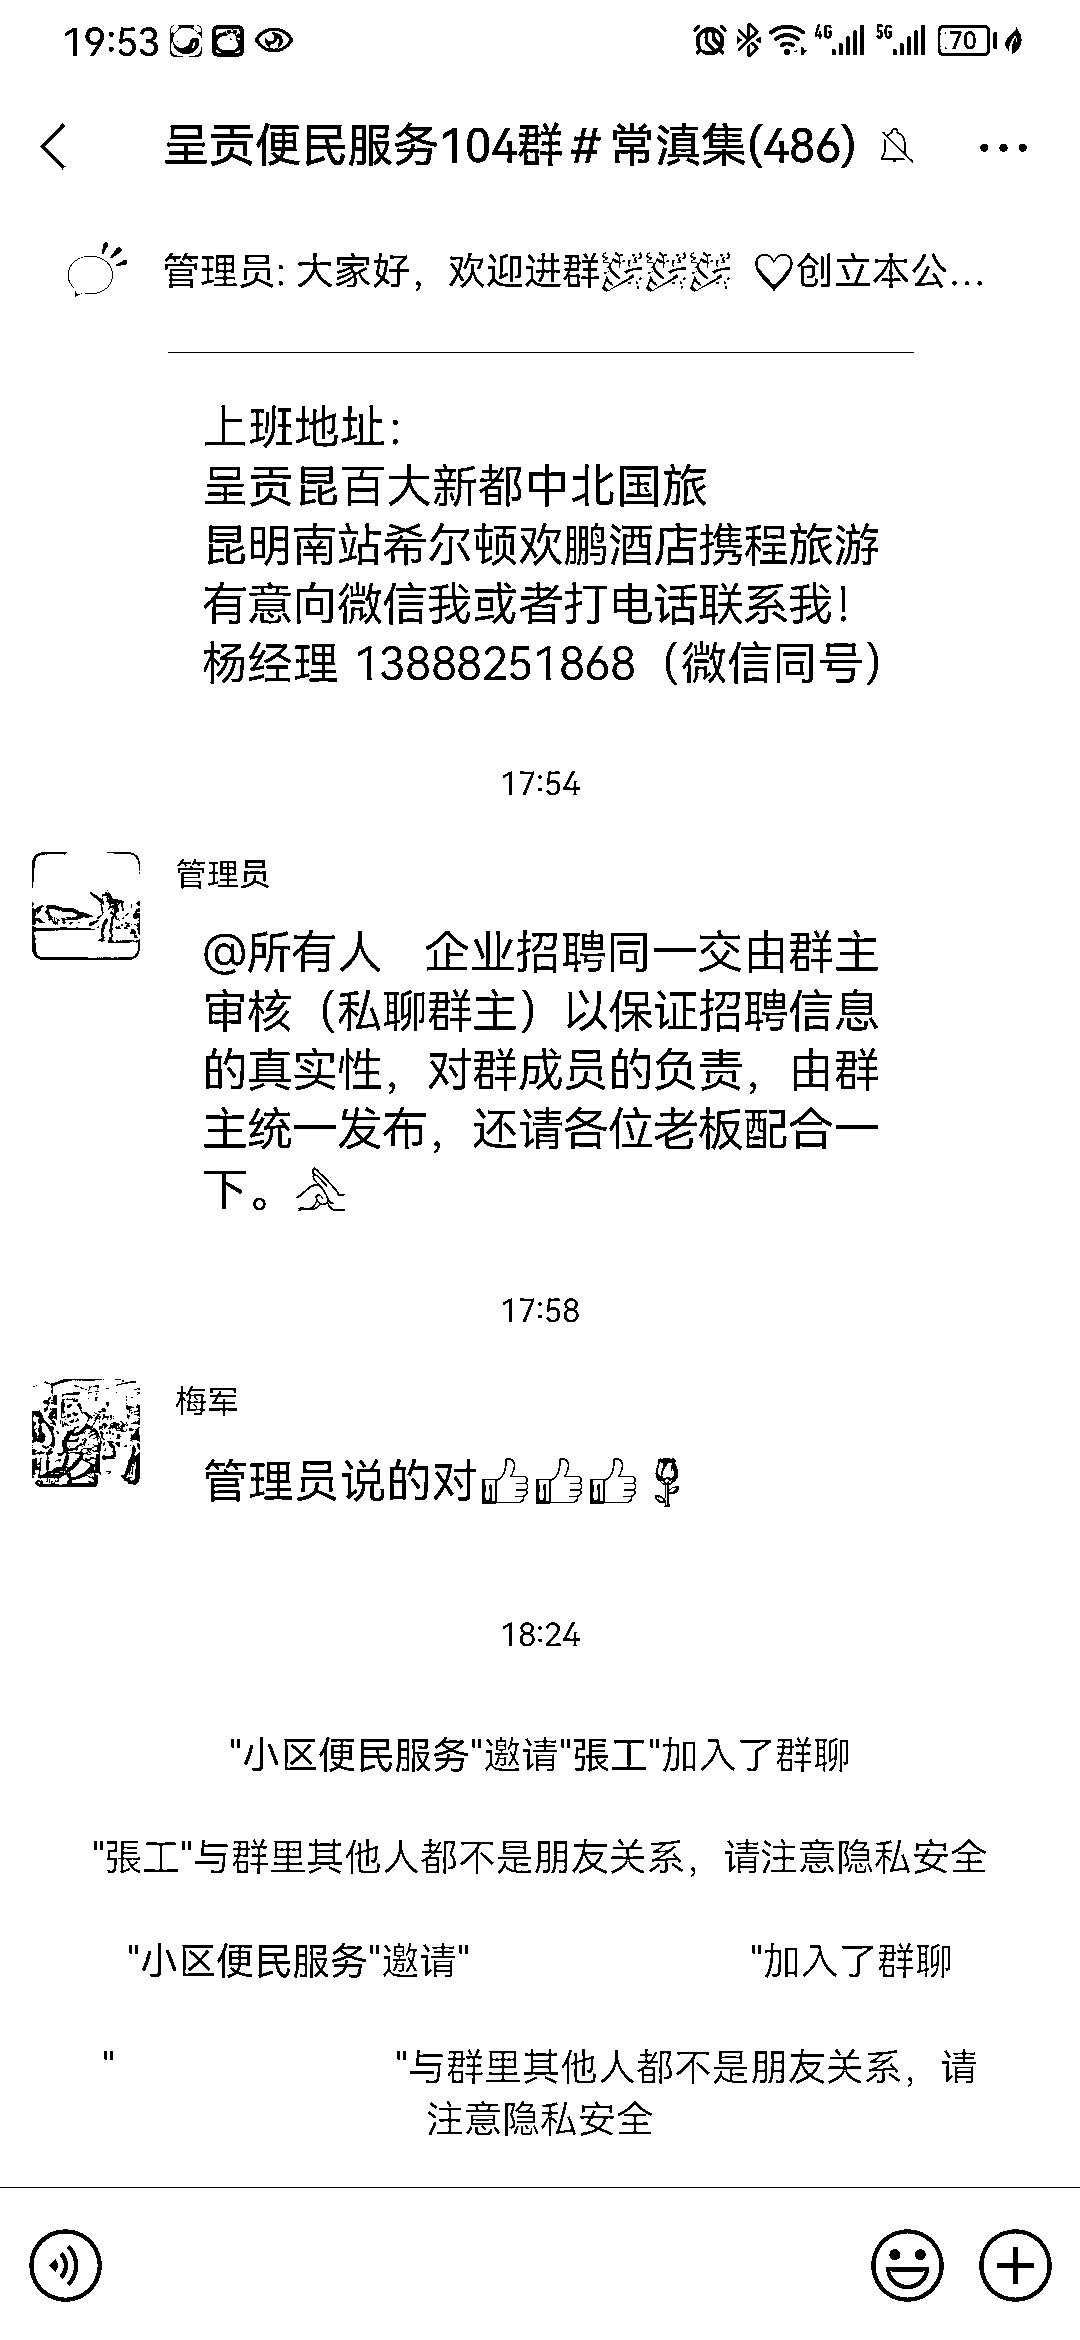 19:53 4G 5G 70
呈贡便民服务104群＃常滇集(486)
管理员: 大家好，欢迎进群🎉🎉🎉 ♡创立本公...
上班地址：
呈贡昆百大新都中北国旅
昆明南站希尔顿欢鹏酒店携程旅游
有意向微信我或者打电话联系我！
杨经理 13888251868（微信同号）
17:54
管理员
@所有人 企业招聘同一交由群主
审核（私聊群主）以保证招聘信息
的真实性，对群成员的负责，由群
主统一发布，还请各位老板配合一
下。🙏
17:58
梅军
管理员说的对👍👍👍🌹
18:24
"小区便民服务"邀请"張工"加入了群聊
"張工"与群里其他人都不是朋友关系，请注意隐私安全
"小区便民服务"邀请" "加入了群聊
" "与群里其他人都不是朋友关系，请
注意隐私安全